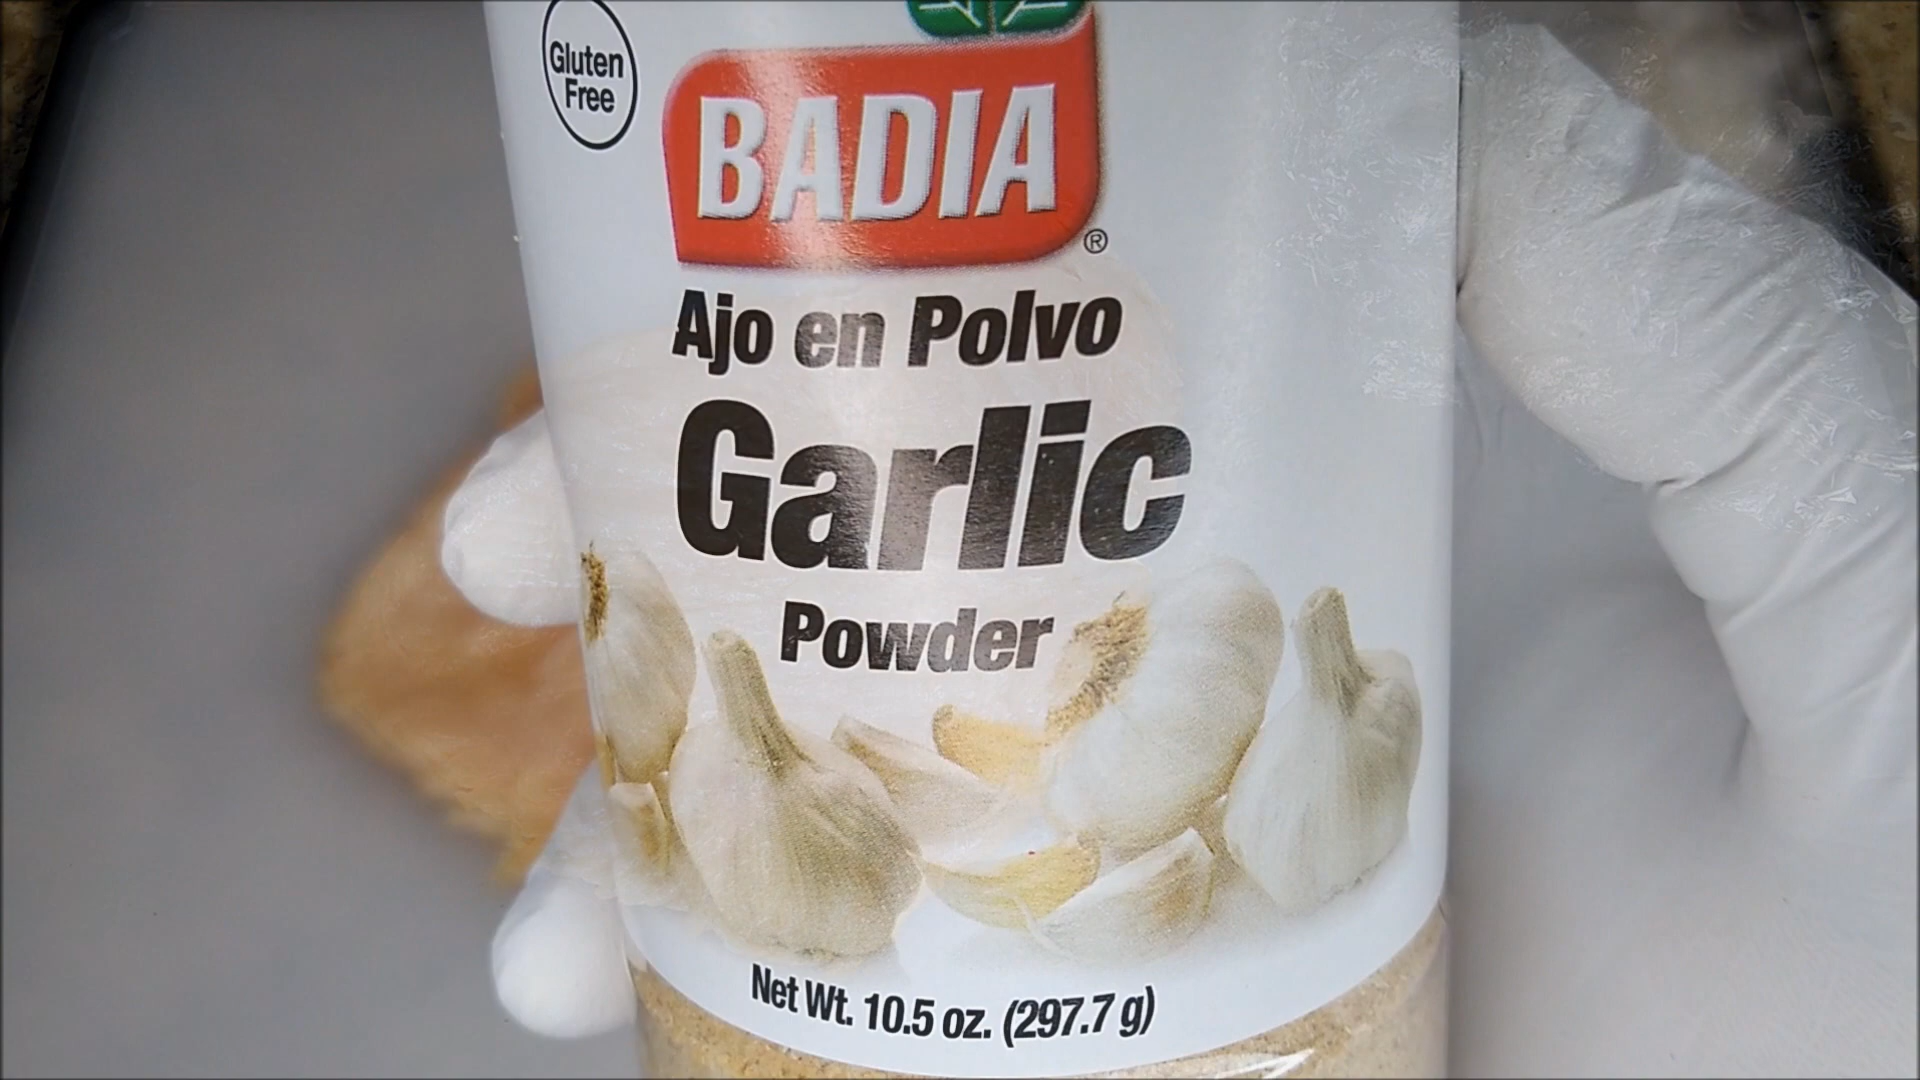 Gluten
Free
BADIA
®
Ajo en Polvo
Garlic
Powder
Net Wt. 10.5 oz. (297.7 g)